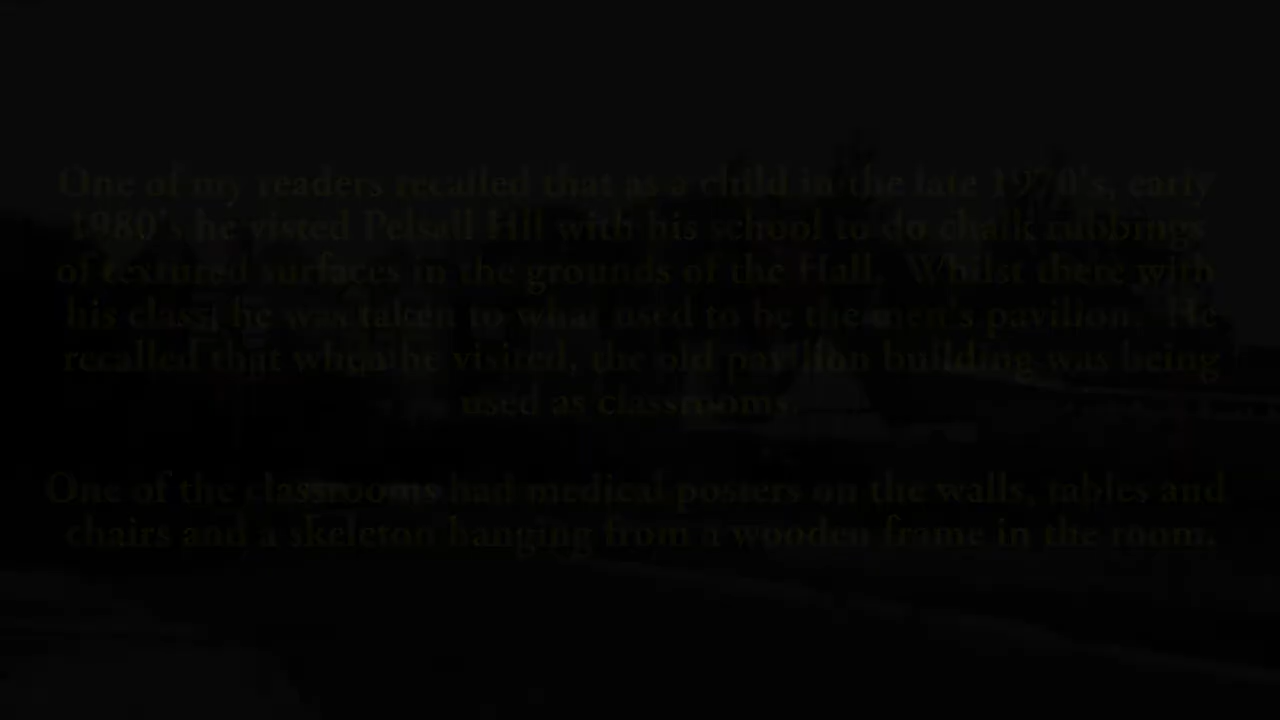 One of my readers recalled that as a child in the late 1970's, early
1980's he visted Pelsall Hll with his school to do chalk rubbings
of textured surfaces in the grounds of the Hall. Whilst there with
his class he was taken to what used to be the men's pavilion. He
recalled that when he visited, the old pavilion building was being
used as classrooms.
One of the classrooms had medical posters on the walls, tables and
chairs and a skeleton hanging from a wooden frame in the room.